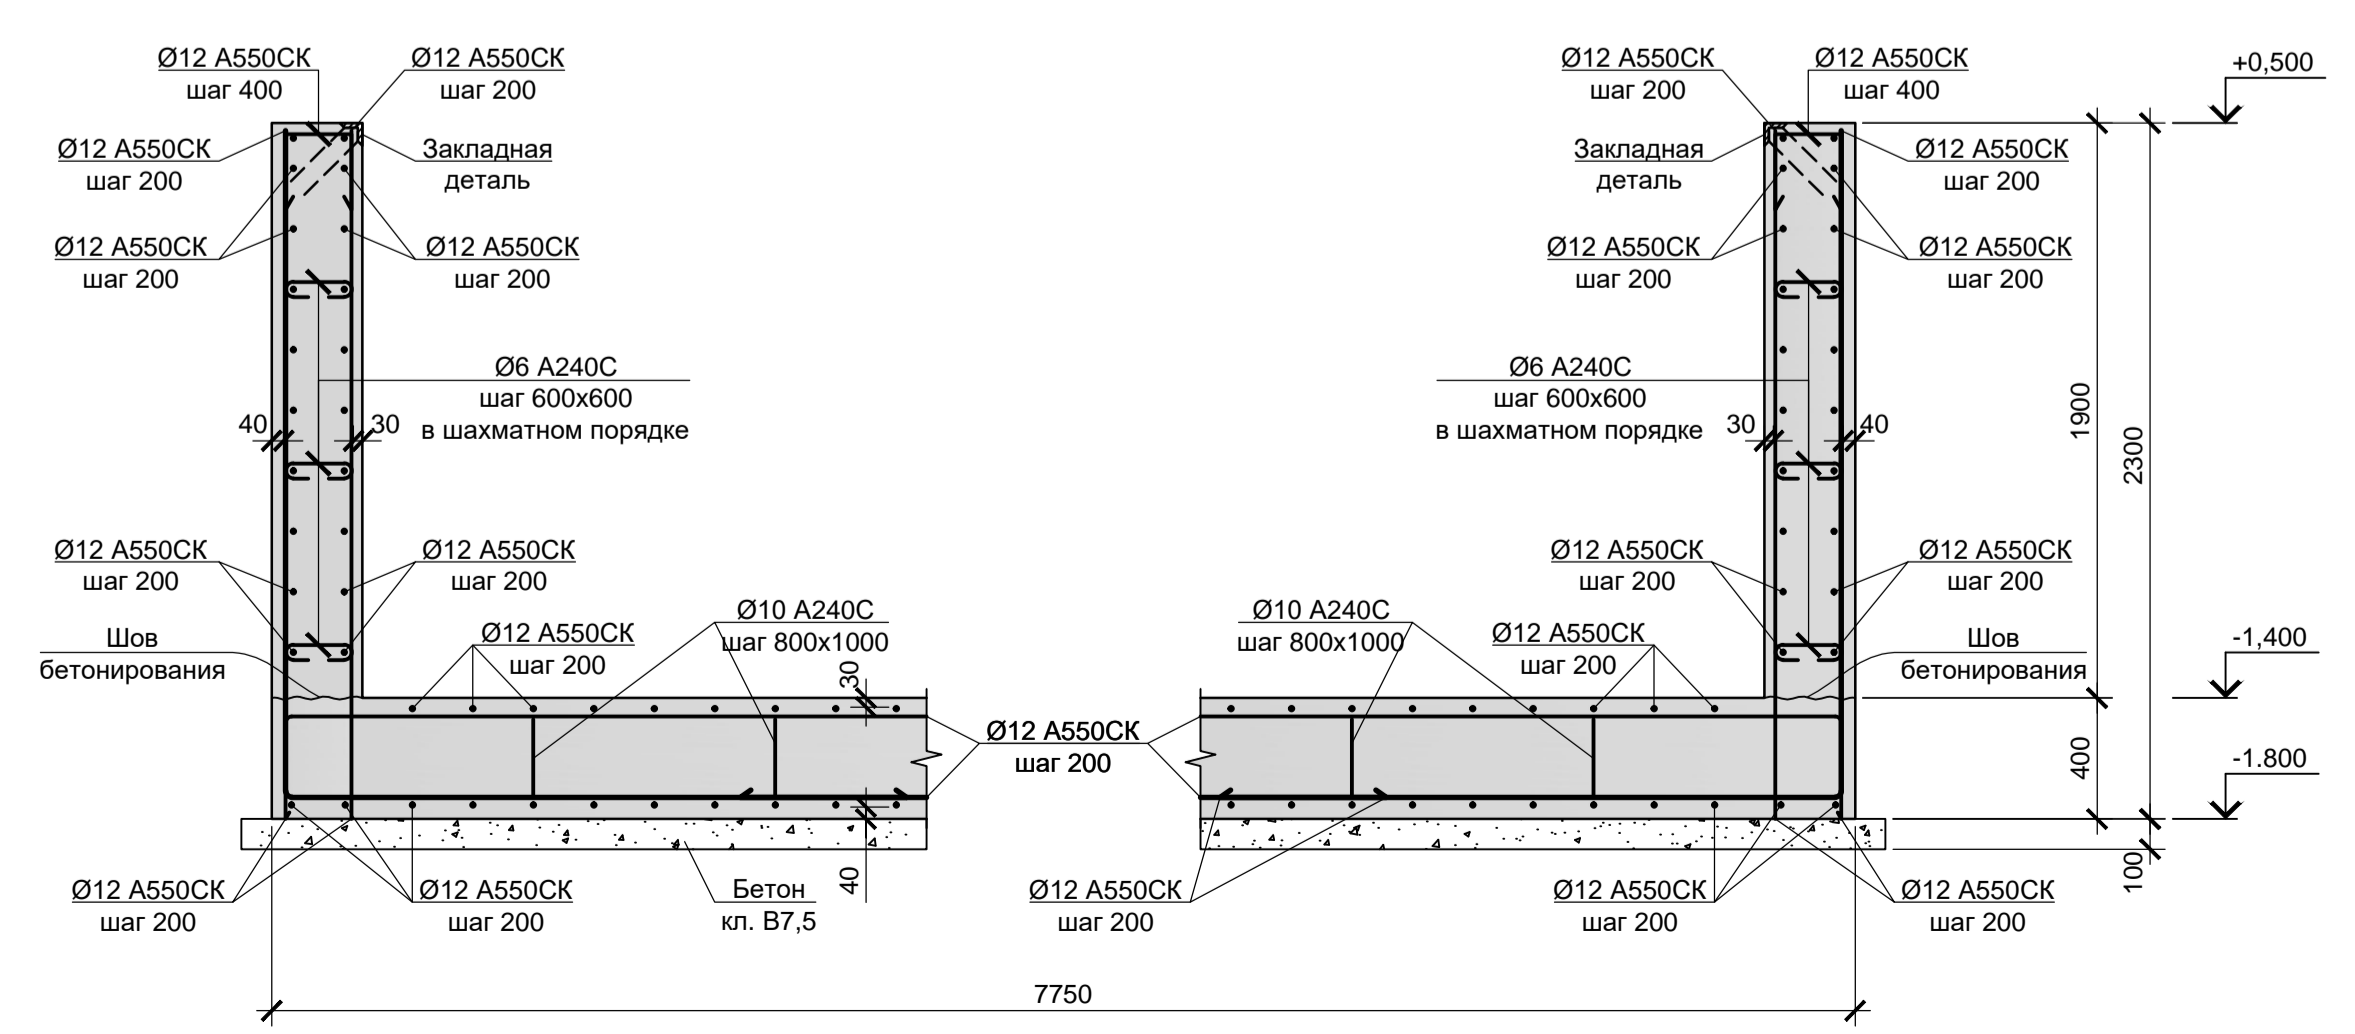 Ø12 А550СК
шаг 400
Ø12 А550СК
шаг 200
Ø12 А550СК
шаг 200
Ø12 А550СК
шаг 400
+0,500
Ø12 А550СК
шаг 200
Закладная
деталь
Закладная
деталь
Ø12 А550СК
шаг 200
Ø12 А550СК
шаг 200
Ø12 А550СК
шаг 200
Ø12 А550СК
шаг 200
Ø12 А550СК
шаг 200
Ø6 А240С
шаг 600х600
в шахматном порядке
40
30
Ø6 А240С
шаг 600х600
в шахматном порядке
30
40
1900
2300
Ø12 А550СК
шаг 200
Ø12 А550СК
шаг 200
Ø12 А550СК
шаг 200
Ø12 А550СК
шаг 200
Шов
бетонирования
Ø12 А550СК
шаг 200
Ø10 А240С
шаг 800х1000
30
Ø10 А240С
шаг 800х1000
Ø12 А550СК
шаг 200
Шов
бетонирования
-1,400
Ø12 А550СК
шаг 200
400
-1.800
Ø12 А550СК
шаг 200
Ø12 А550СК
шаг 200
Бетон
кл. В7,5
40
Ø12 А550СК
шаг 200
Ø12 А550СК
шаг 200
Ø12 А550СК
шаг 200
100
7750